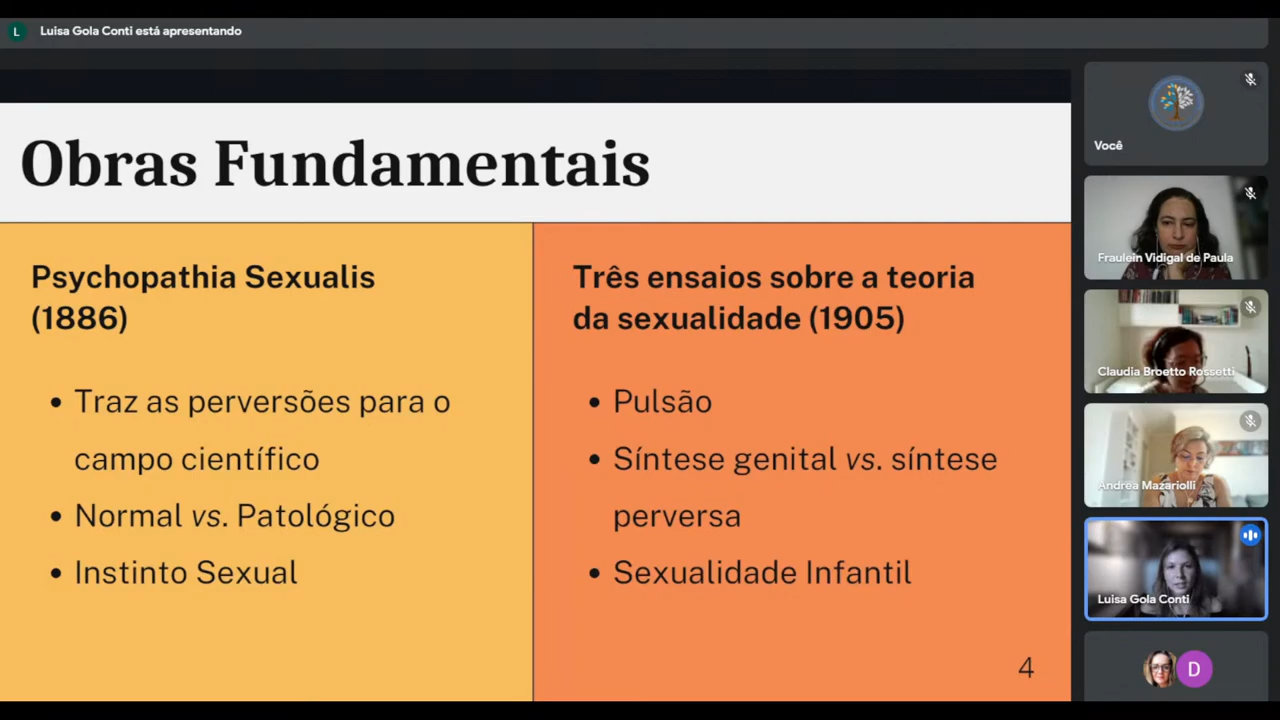 L Luisa Gola Conti está apresentando
Obras Fundamentais
Psychopathia Sexualis
(1886)
• Traz as perversões para o
campo científico
• Normal vs. Patológico
• Instinto Sexual
Três ensaios sobre a teoria
da sexualidade (1905)
• Pulsão
• Síntese genital vs. síntese
perversa
• Sexualidade Infantil
4
Você
Fraulein Vidigal de Paula
Claudia Broetto Rossetti
Andrea Mazariolli
Luisa Gola Conti
D